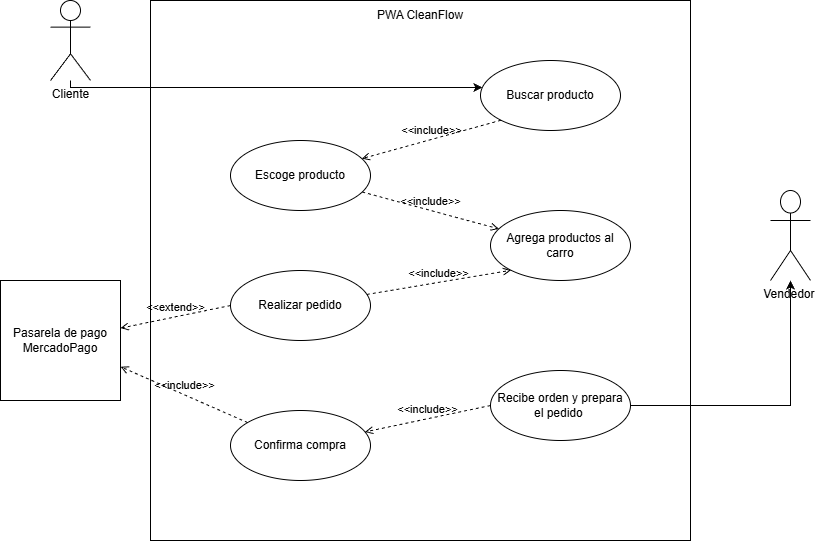 PWA CleanFlow
Cliente
Buscar producto
<<include>>
Escoge producto
<<include>>
Agrega productos al
carro
<<include>>
Realizar pedido
<<extend>>
Vendedor
Pasarela de pago
MercadoPago
<<include>>
Recibe orden y prepara
el pedido
<<include>>
Confirma compra